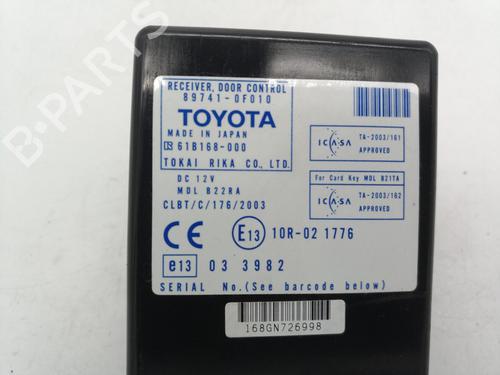 RECEIVER, DOOR CONTROL
89741-0F010
TOYOTA
MADE IN JAPAN
61B168-000
TOKAI RIKA CO., LTD.
DC 12V
MDL B22RA
CLBT/C/176/2003
ICASA
TA-2003/161
APPROVED
For Card Key MDL B21TA
ICASA
TA-2003/162
APPROVED
CE E13 10R-02 1776
e13 03 3982
SERIAL No.(See barcode below)
168GN726998